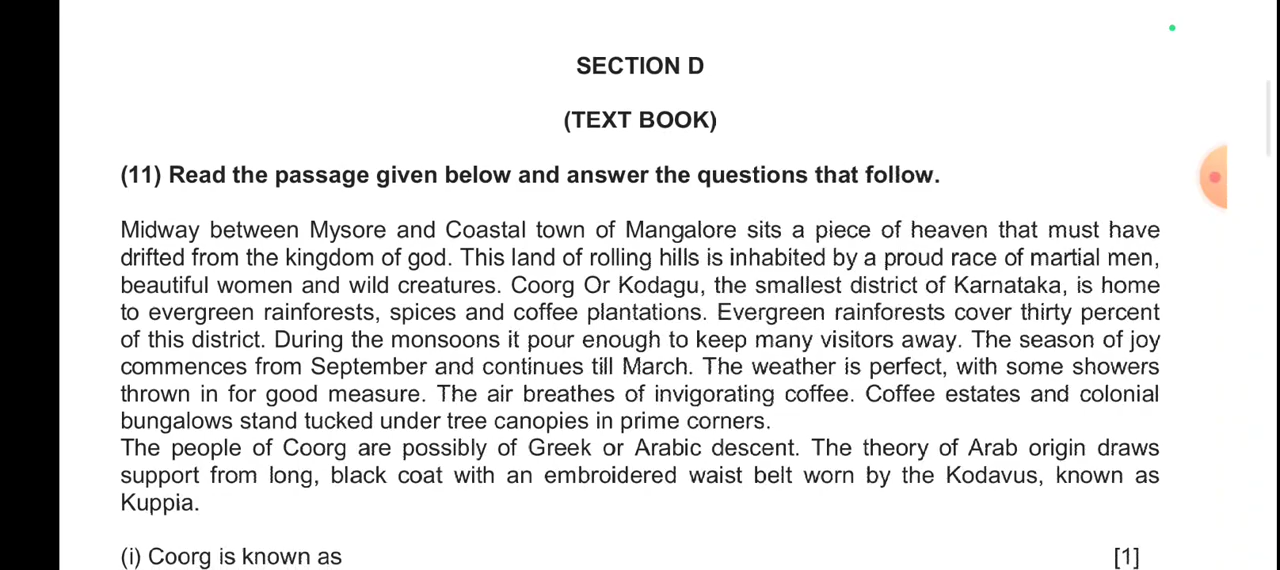 SECTION D
(TEXT BOOK)
(11) Read the passage given below and answer the questions that follow.
Midway between Mysore and Coastal town of Mangalore sits a piece of heaven that must have
drifted from the kingdom of god. This land of rolling hills is inhabited by a proud race of martial men,
beautiful women and wild creatures. Coorg Or Kodagu, the smallest district of Karnataka, is home
to evergreen rainforests, spices and coffee plantations. Evergreen rainforests cover thirty percent
of this district. During the monsoons it pour enough to keep many visitors away. The season of joy
commences from September and continues till March. The weather is perfect, with some showers
thrown in for good measure. The air breathes of invigorating coffee. Coffee estates and colonial
bungalows stand tucked under tree canopies in prime corners.
The people of Coorg are possibly of Greek or Arabic descent. The theory of Arab origin draws
support from long, black coat with an embroidered waist belt worn by the Kodavus, known as
Kuppia.
(i) Coorg is known as [1]